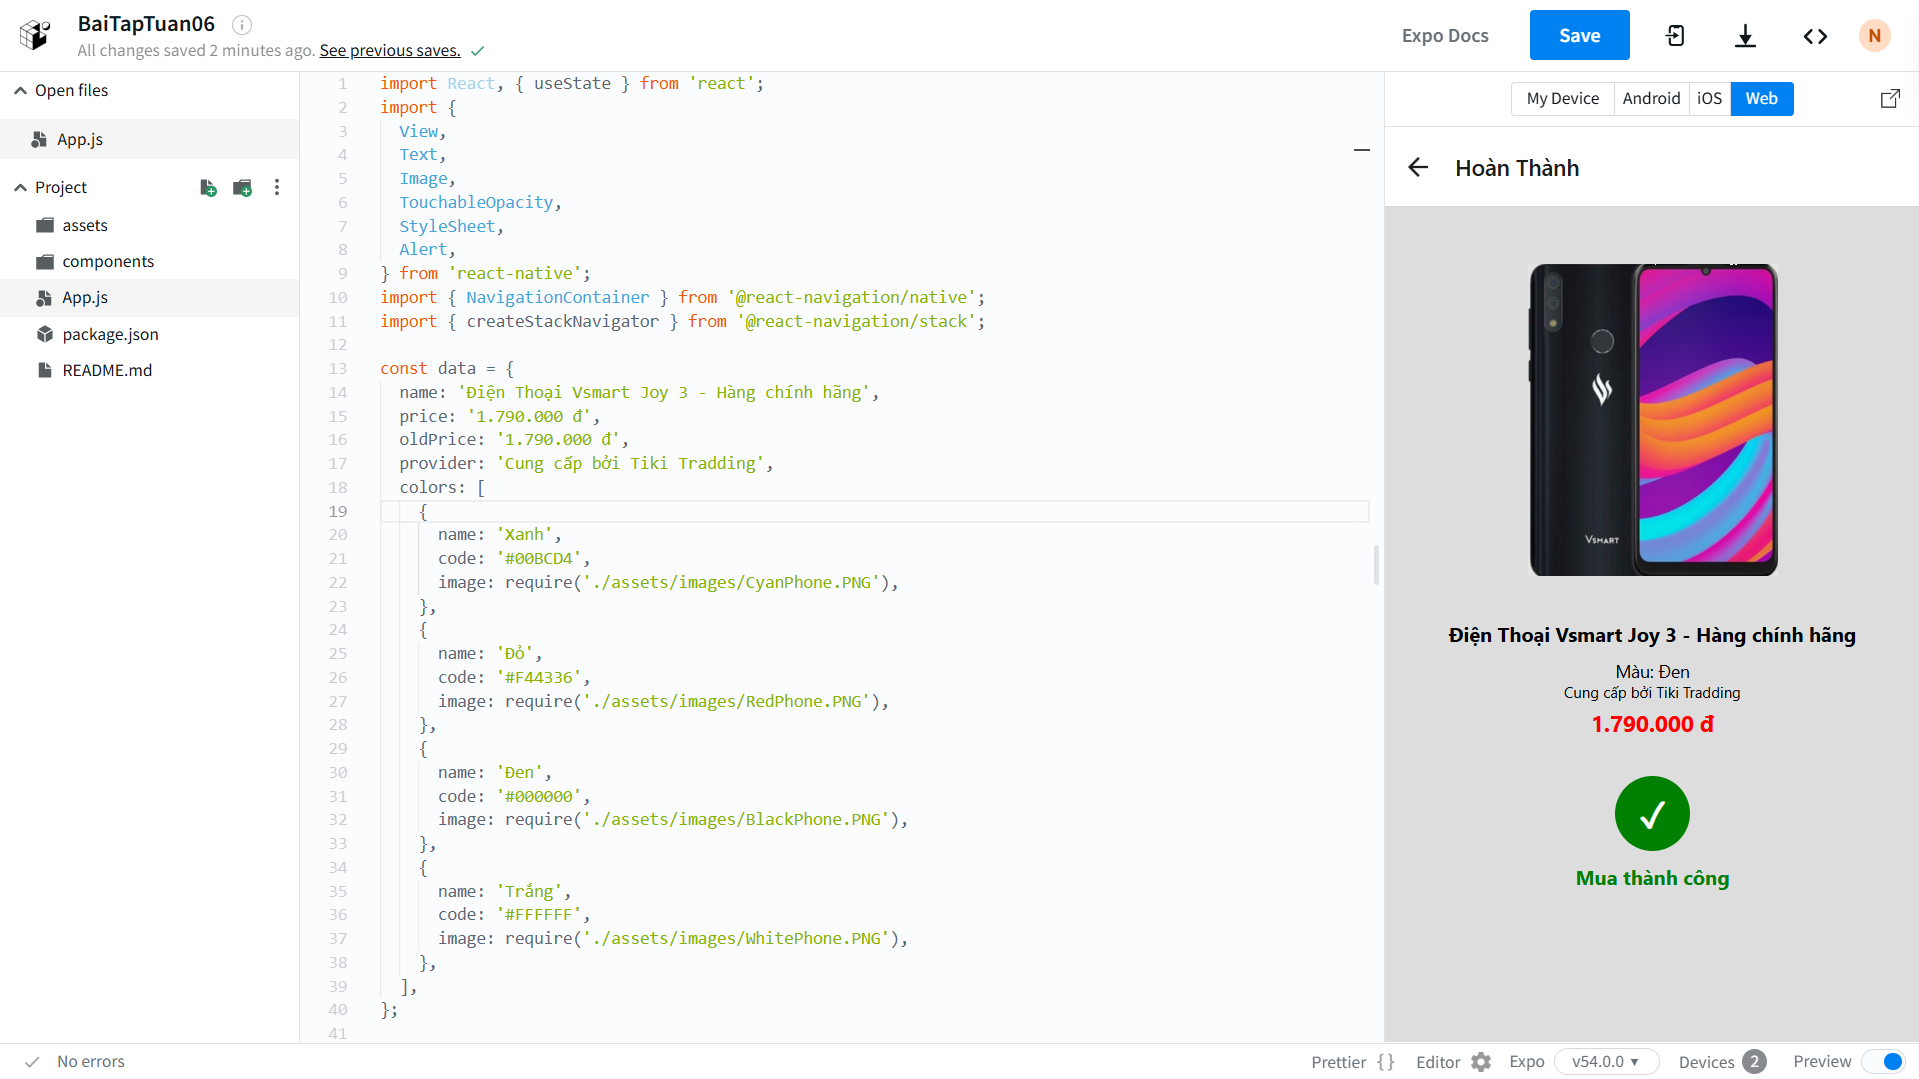 BaiTapTuan06
All changes saved 2 minutes ago. See previous saves.
Expo Docs
Save
N
Open files
App.js
Project
assets
components
App.js
package.json
README.md
1 import React, { useState } from 'react';
2 import {
3 View,
4 Text,
5 Image,
6 TouchableOpacity,
7 StyleSheet,
8 Alert,
9 } from 'react-native';
10 import { NavigationContainer } from '@react-navigation/native';
11 import { createStackNavigator } from '@react-navigation/stack';
12
13 const data = {
14 name: 'Điện Thoại Vsmart Joy 3 - Hàng chính hãng',
15 price: '1.790.000 đ',
16 oldPrice: '1.790.000 đ',
17 provider: 'Cung cấp bởi Tiki Tradding',
18 colors: [
19 {
20 name: 'Xanh',
21 code: '#00BCD4',
22 image: require('./assets/images/CyanPhone.PNG'),
23 },
24 {
25 name: 'Đỏ',
26 code: '#F44336',
27 image: require('./assets/images/RedPhone.PNG'),
28 },
29 {
30 name: 'Đen',
31 code: '#000000',
32 image: require('./assets/images/BlackPhone.PNG'),
33 },
34 {
35 name: 'Trắng',
36 code: '#FFFFFF',
37 image: require('./assets/images/WhitePhone.PNG'),
38 },
39 ],
40 };
41
My Device
Android
iOS
Web
Hoàn Thành
VSMART
Điện Thoại Vsmart Joy 3 - Hàng chính hãng
Màu: Đen
Cung cấp bởi Tiki Tradding
1.790.000 đ
Mua thành công
No errors
Prettier {}
Editor
Expo
v54.0.0
Devices 2
Preview